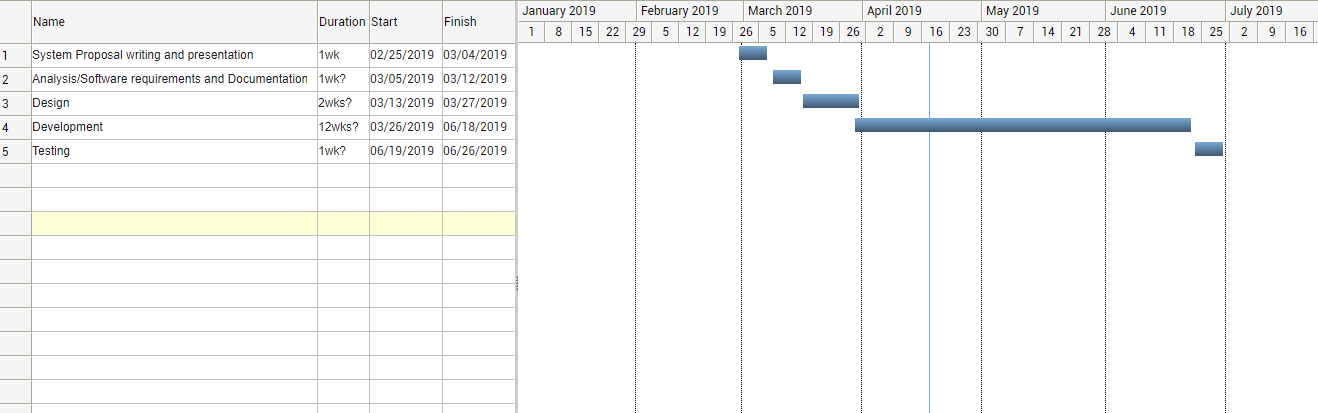 Name Duration Start Finish
January 2019 February 2019 March 2019 April 2019 May 2019 June 2019 July 2019
1 8 15 22 29 5 12 19 26 5 12 19 26 2 9 16 23 30 7 14 21 28 4 11 18 25 2 9 16
1 System Proposal writing and presentation 1wk 02/25/2019 03/04/2019
2 Analysis/Software requirements and Documentation 1wk? 03/05/2019 03/12/2019
3 Design 2wks? 03/13/2019 03/27/2019
4 Development 12wks? 03/26/2019 06/18/2019
5 Testing 1wk? 06/19/2019 06/26/2019